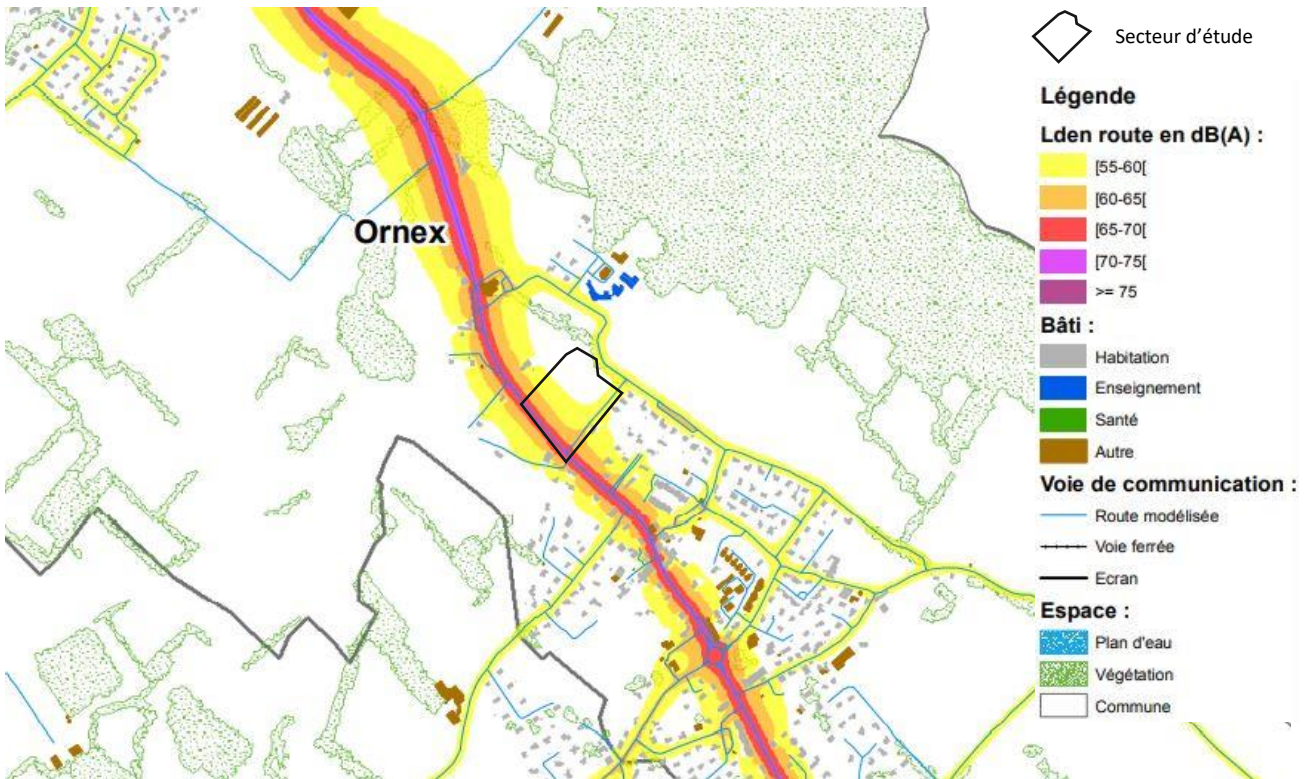 Secteur d'étude
Légende
Lden route en dB(A) :
[55-60[
[60-65[
[65-70[
[70-75[
>= 75
Bâti :
Habitation
Enseignement
Santé
Autre
Voie de communication :
Route modélisée
Voie ferrée
Ecran
Espace :
Plan d'eau
Végétation
Commune
Ornex